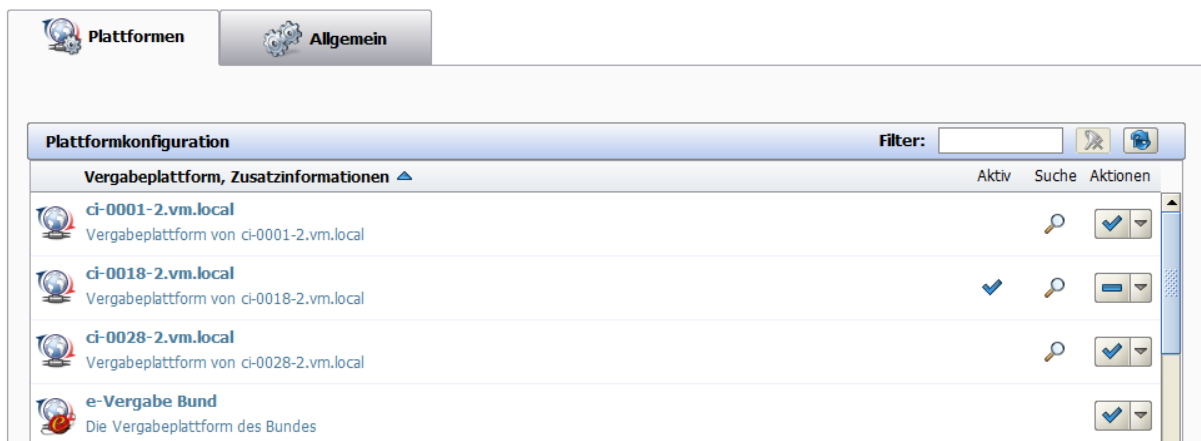 Plattformen
Allgemein
Plattformkonfiguration
Filter:
Vergabeplattform, Zusatzinformationen
Aktiv
Suche
Aktionen
ci-0001-2.vm.local
Vergabeplattform von ci-0001-2.vm.local
ci-0018-2.vm.local
Vergabeplattform von ci-0018-2.vm.local
ci-0028-2.vm.local
Vergabeplattform von ci-0028-2.vm.local
e-Vergabe Bund
Die Vergabeplattform des Bundes